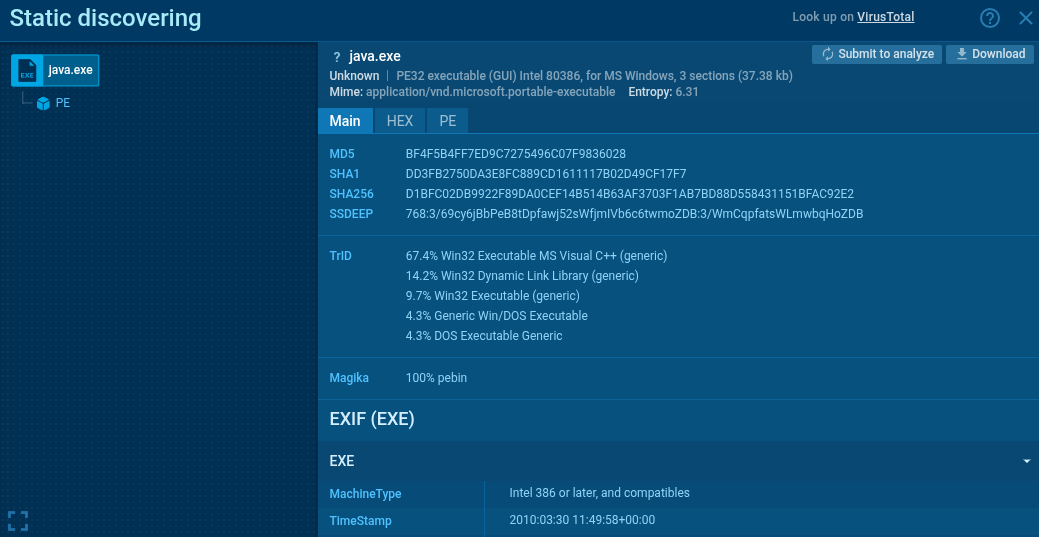 Static discovering
Look up on VirusTotal
?
EXE
java.exe
PE
? java.exe
Submit to analyze
Download
Unknown | PE32 executable (GUI) Intel 80386, for MS Windows, 3 sections (37.38 kb)
Mime: application/vnd.microsoft.portable-executable Entropy: 6.31
Main HEX PE
MD5 BF4F5B4FF7ED9C7275496C07F9836028
SHA1 DD3FB2750DA3E8FC889CD1611117B02D49CF17F7
SHA256 D1BFC02DB9922F89DA0CEF14B514B63AF3703F1AB7BD88D558431151BFAC92E2
SSDEEP 768:3/69cy6jBbPeB8tDpfawj52sWfjmIVb6c6twmoZDB:3/WmCqpfatsWLmwbqHoZDB
TrID 67.4% Win32 Executable MS Visual C++ (generic)
14.2% Win32 Dynamic Link Library (generic)
9.7% Win32 Executable (generic)
4.3% Generic Win/DOS Executable
4.3% DOS Executable Generic
Magika 100% pebin
EXIF (EXE)
EXE
MachineType Intel 386 or later, and compatibles
TimeStamp 2010:03:30 11:49:58+00:00